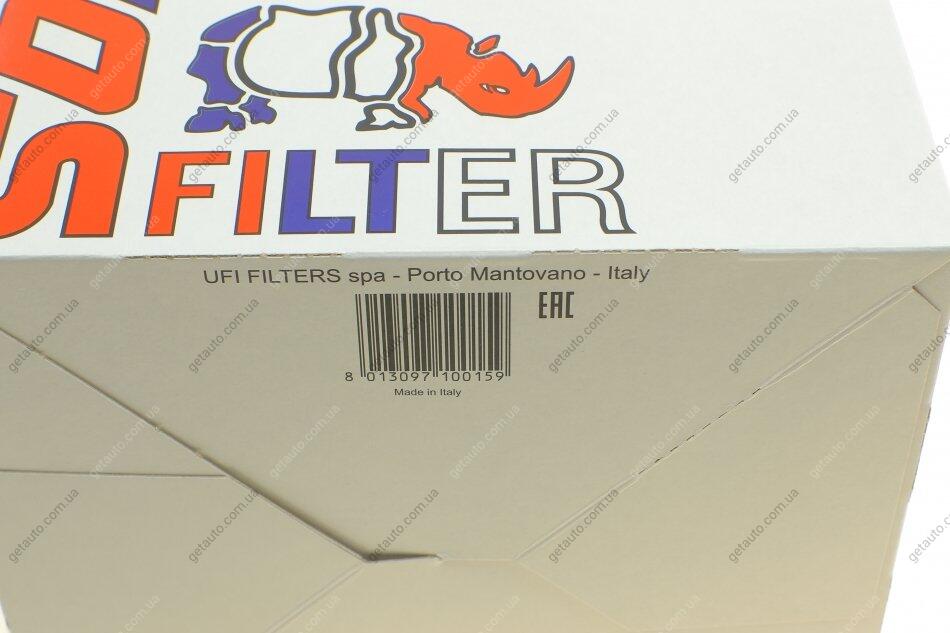 FILTER
UFI FILTERS spa - Porto Mantovano - Italy
EAC
8 013097 100159
Made in Italy
getauto.com.ua